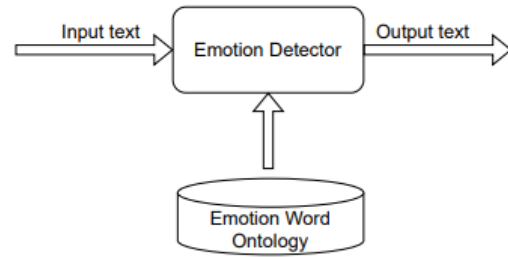 Input text
Emotion Detector
Output text
Emotion Word
Ontology